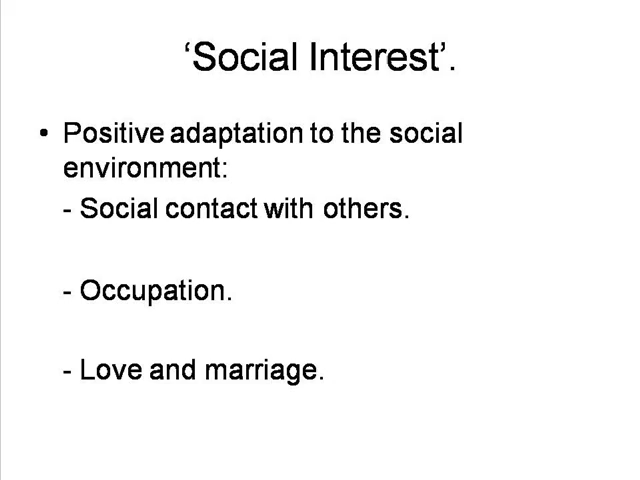 ‘Social Interest’.
• Positive adaptation to the social
environment:
- Social contact with others.
- Occupation.
- Love and marriage.